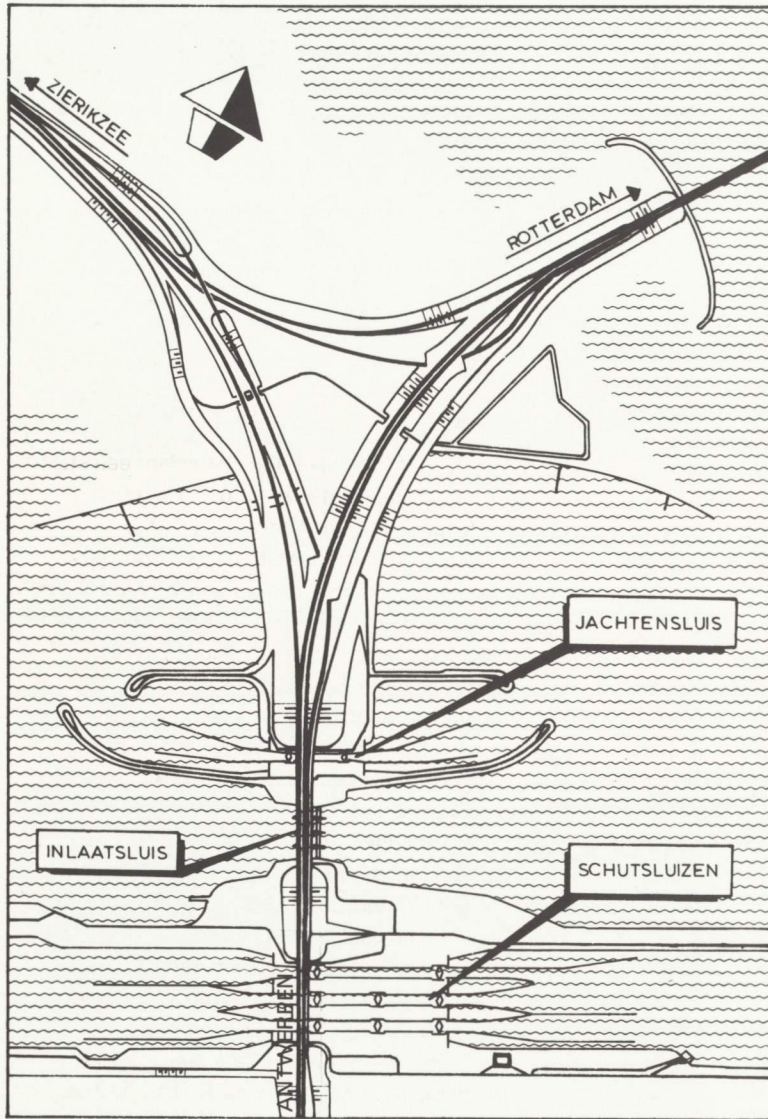 ZIERIKZEE
ROTTERDAM
JACHTENSLUIS
INLAATSLUIS
SCHUTSLUIZEN
ANTWERPEN